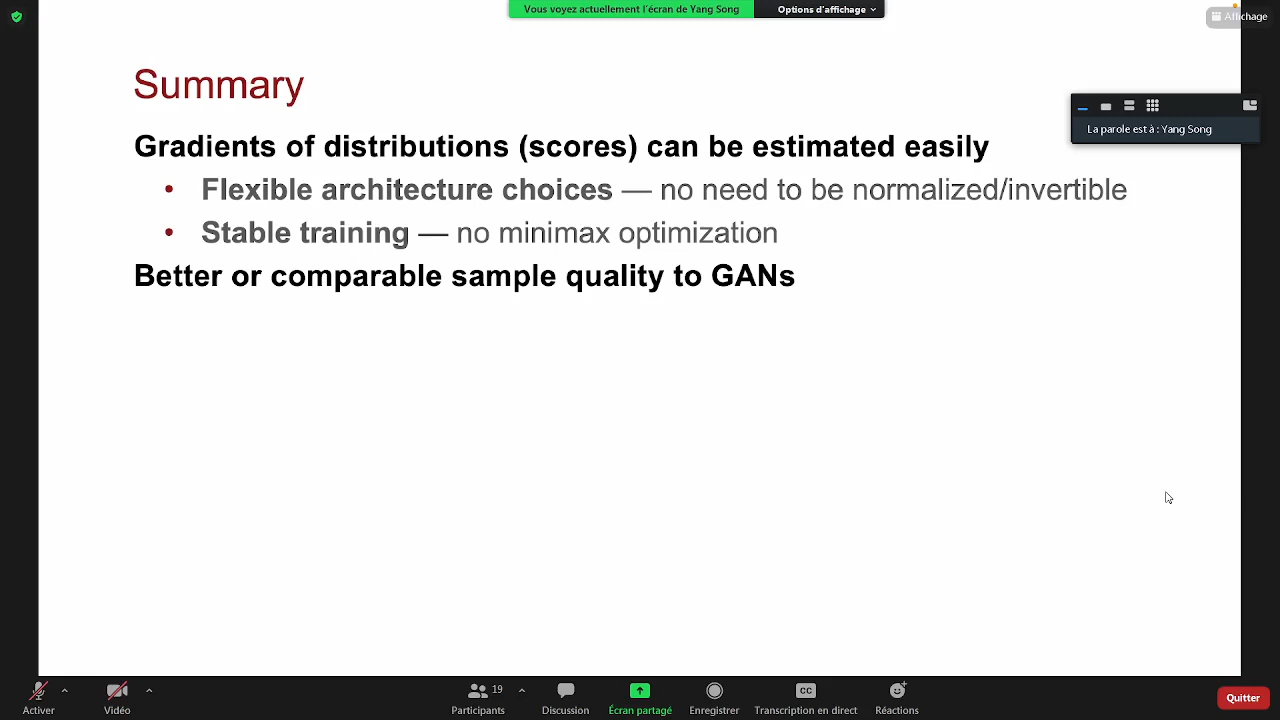 Vous voyez actuellement l'écran de Yang Song
Options d'affichage
Affichage
Summary
La parole est à : Yang Song
Gradients of distributions (scores) can be estimated easily
• Flexible architecture choices — no need to be normalized/invertible
• Stable training — no minimax optimization
Better or comparable sample quality to GANs
Activer
Vidéo
19
Participants
Discussion
Écran partagé
Enregistrer
CC
Transcription en direct
Réactions
Quitter